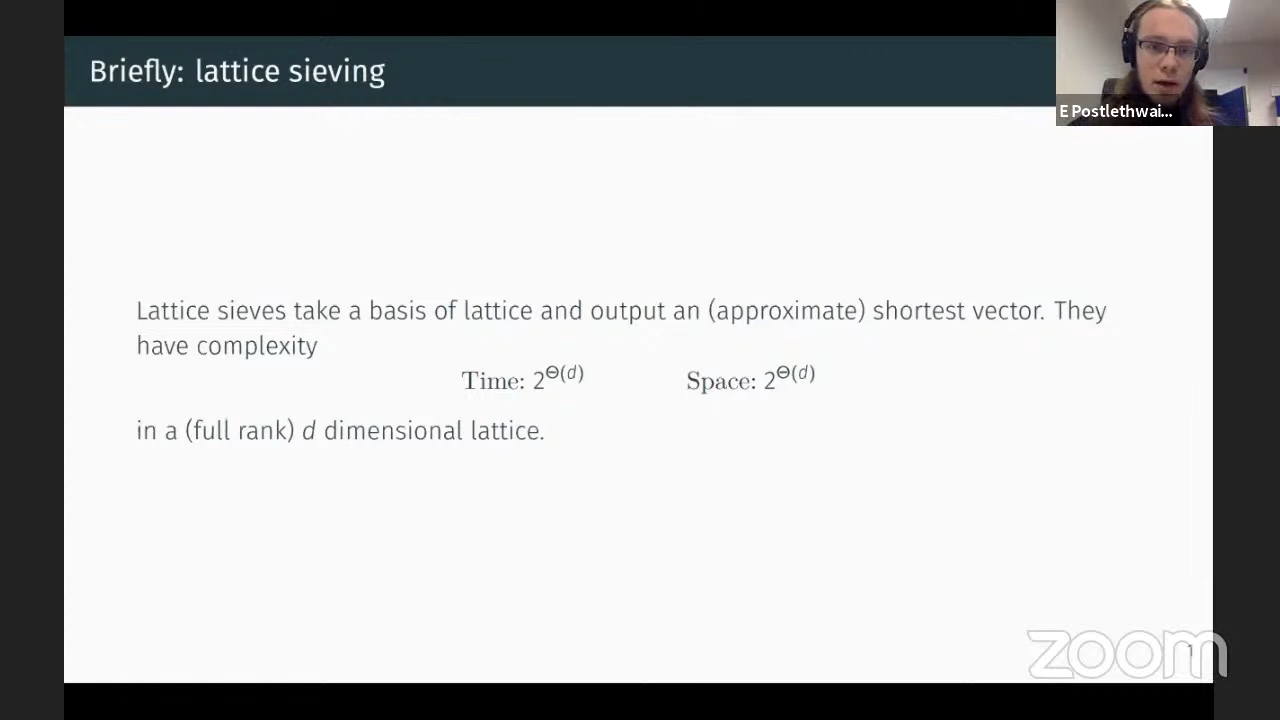 Briefly: lattice sieving
E Postlethwai...
Lattice sieves take a basis of lattice and output an (approximate) shortest vector. They
have complexity
Time: 2^Θ(d) Space: 2^Θ(d)
in a (full rank) d dimensional lattice.
zoom
1